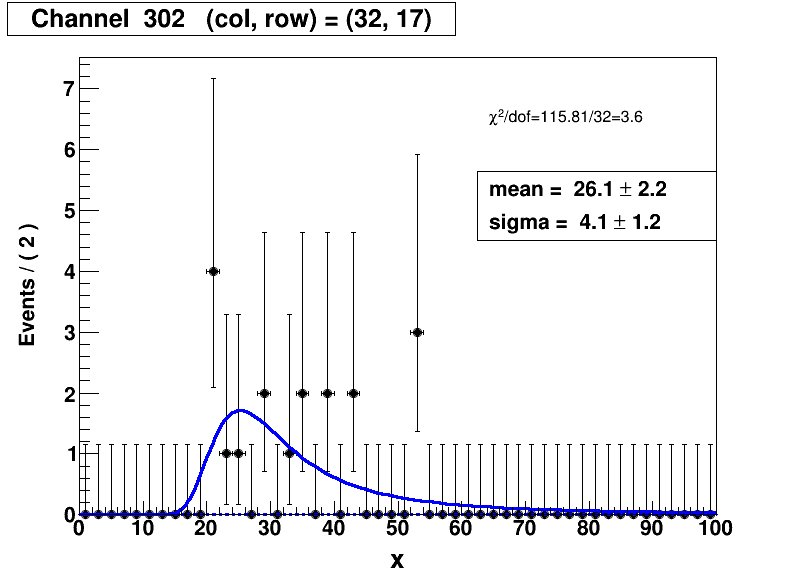 Channel 302 (col, row) = (32, 17)
χ²/dof=115.81/32=3.6
mean = 26.1 ± 2.2
sigma = 4.1 ± 1.2
Events / ( 2 )
7
6
5
4
3
2
1
0
0 10 20 30 40 50 60 70 80 90 100
x